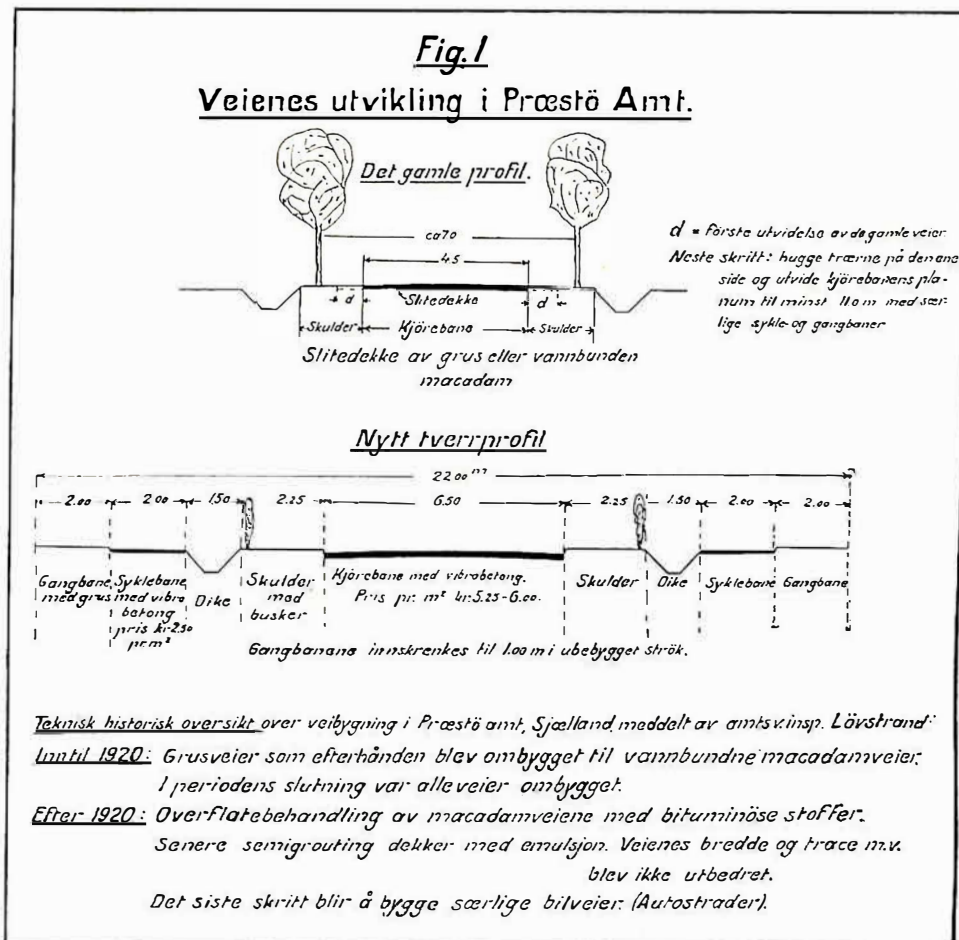 Fig. 1
Veienes utvikling i Præstö Amt.
Det gamle profil.
ca 7.0
4.5
d
Slitedekke
d
Skulder
Kjörebane
Skulder
Slitedekke av grus eller vannbunden
macadam
d = förste utvidelse av de gamle veier.
Neste skritt: hugge trærne på den ene
side og utvide kjörebanens pla-
num til minst 11.0 m med sær-
lige sykle- og gangbaner
Nytt tverrprofil
22.00 m
2.00 2.00 1.50 2.25 6.50 2.25 1.50 2.00 2.00
Gangbane
med grus
Syklebane
med vibro
betong
pris kr 2.50
pr. m²
Dike
Skulder
med
busker
Kjörebane med vibrobetong.
Pris pr. m² kr. 5.25-6.00.
Skulder
Dike
Syklebane
Gangbane
Gangbanene innskrenkes til 1.00 m i ubebygget strök.
Teknisk historisk oversikt over veibygning i Præstö amt, Sjælland, meddelt av amtsv.insp. Lövstrand:
Inntil 1920: Grusveier som efterhånden blev ombygget til vannbundne macadamveier.
I periodens slutning var alle veier ombygget.
Efter 1920: Overflatebehandling av macadamveiene med bituminöse stoffer.
Senere semigrouting dekker med emulsjon. Veienes bredde og trace m.v.
blev ikke utbedret.
Det siste skritt blir å bygge særlige bilveier. (Autostrader).